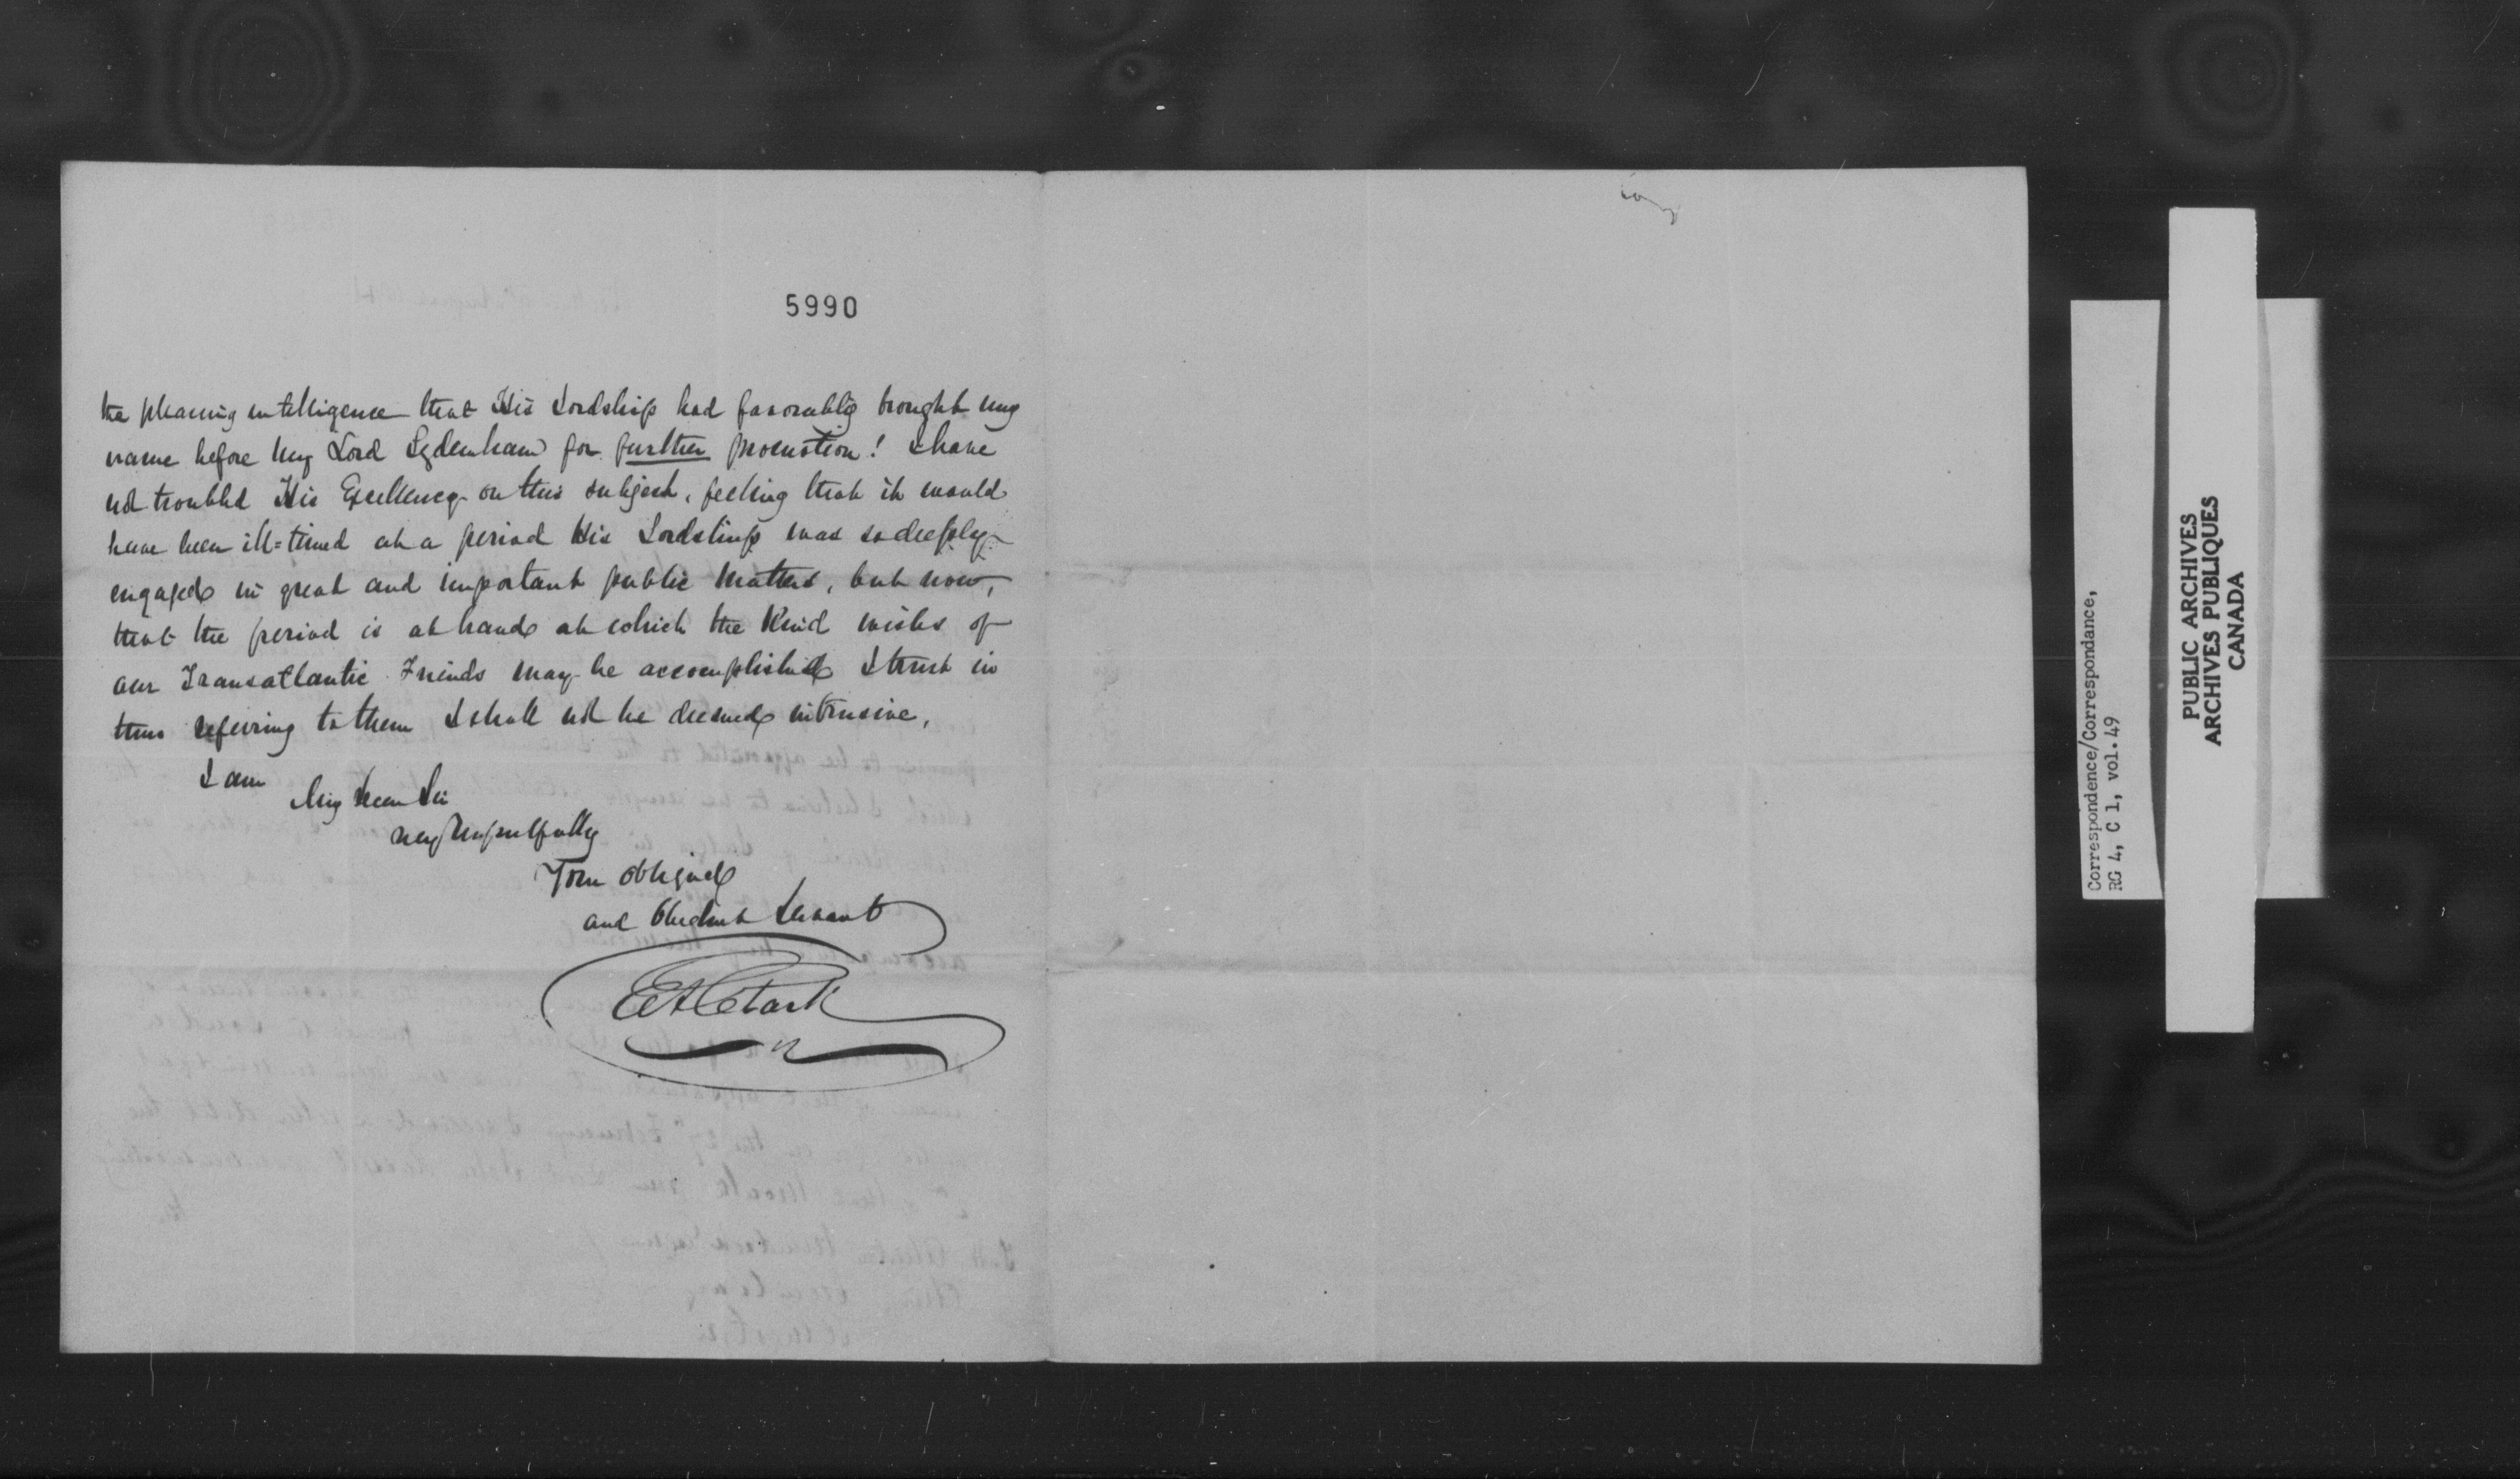 5990
the pleasing intelligence that His Lordship had favorably brought my
name before my Lord Sydenham for further promotion! I have
not troubled His Excellency on this subject, feeling that it would
have been ill=timed at a period His Lordship was so deeply
engaged in great and important public matters, but now,
that the period is at hand at which the kind wishes of
our Transatlantic Friends may be accomplished I trust in
thus referring to them I shall not be deemed intrusive,
I am
My dear Sir
very respectfully
Your obliged
and Obedient Servant
EA Clark
Correspondence/Correspondance,
RG 4, C 1, vol. 49
PUBLIC ARCHIVES
ARCHIVES PUBLIQUES
CANADA